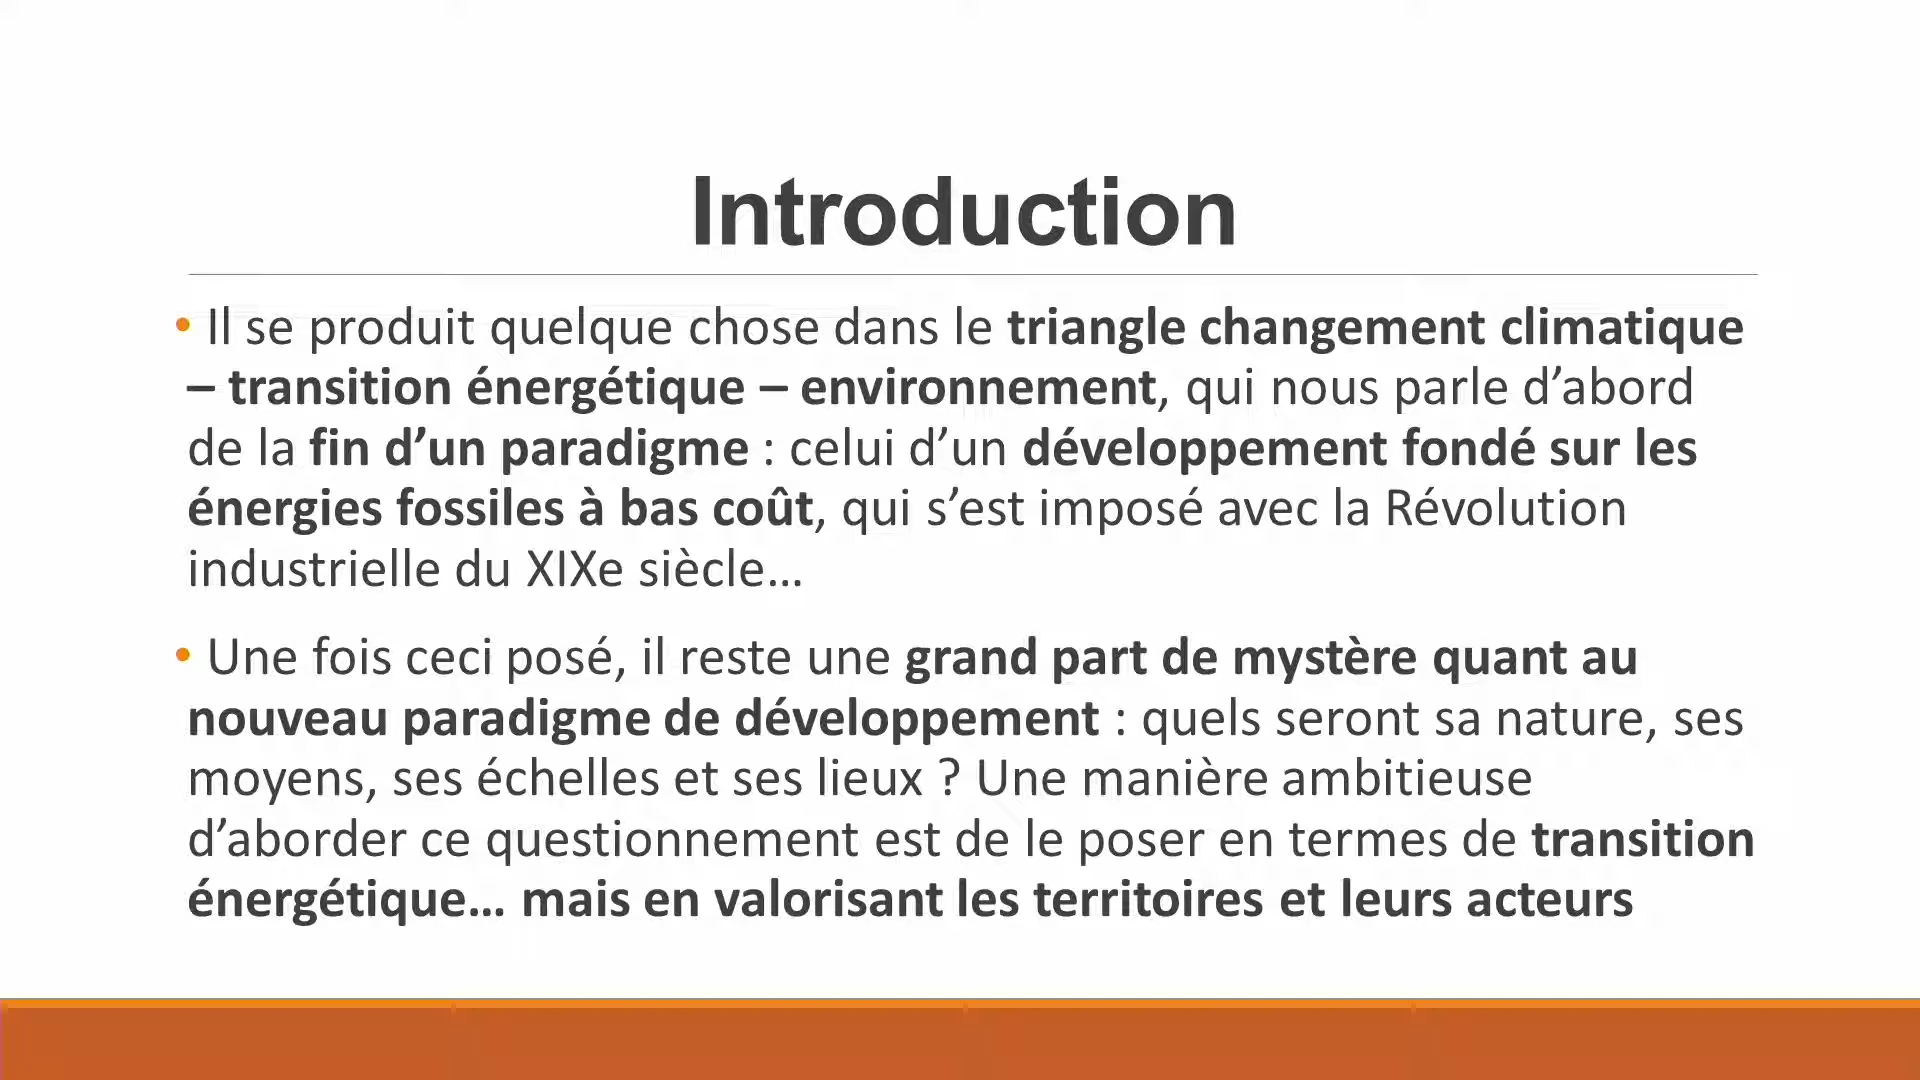 Introduction
• Il se produit quelque chose dans le triangle changement climatique
– transition énergétique – environnement, qui nous parle d’abord
de la fin d’un paradigme : celui d’un développement fondé sur les
énergies fossiles à bas coût, qui s’est imposé avec la Révolution
industrielle du XIXe siècle…
• Une fois ceci posé, il reste une grand part de mystère quant au
nouveau paradigme de développement : quels seront sa nature, ses
moyens, ses échelles et ses lieux ? Une manière ambitieuse
d’aborder ce questionnement est de le poser en termes de transition
énergétique… mais en valorisant les territoires et leurs acteurs